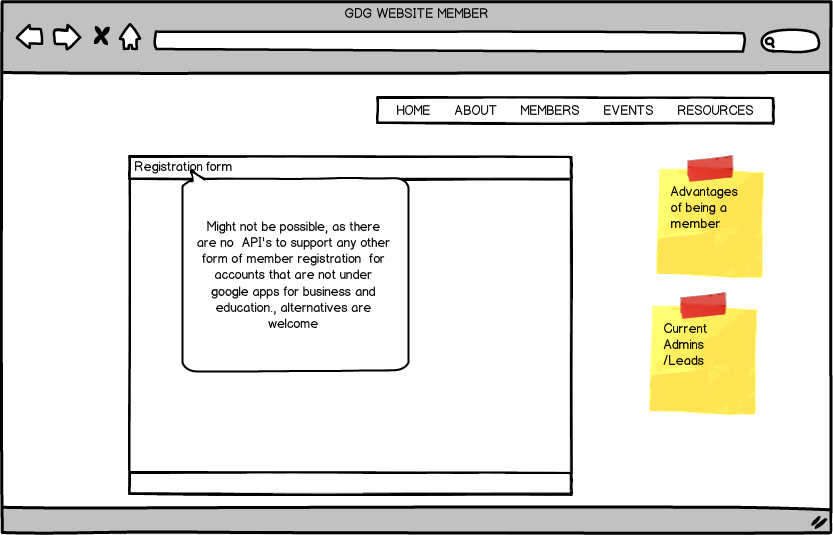 GDG WEBSITE MEMBER
HOME ABOUT MEMBERS EVENTS RESOURCES
Registration form
Might not be possible, as there
are no API's to support any other
form of member registration for
accounts that are not under
google apps for business and
education., alternatives are
welcome
Advantages
of being a
member
Current
Admins
/Leads